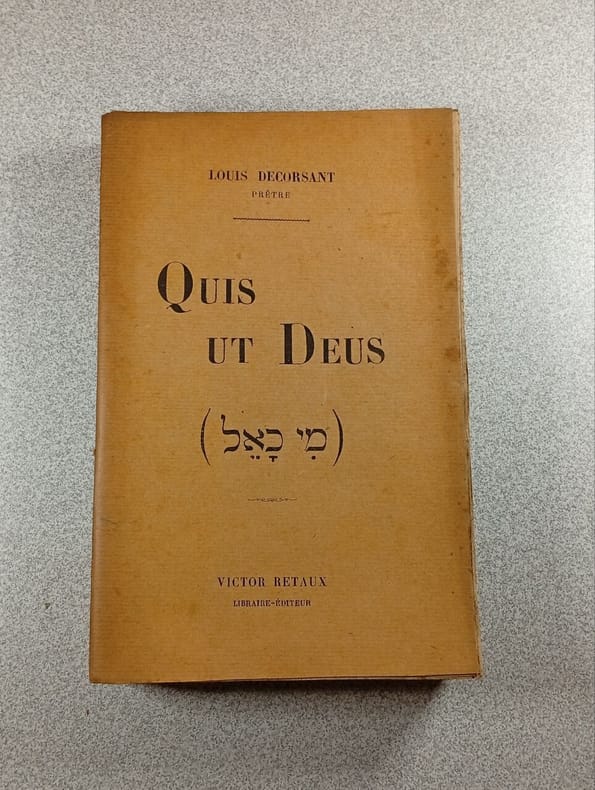 LOUIS DECORSANT
PRÊTRE
QUIS
UT DEUS
(מִי כָאֵל)
VICTOR RETAUX
LIBRAIRE-ÉDITEUR